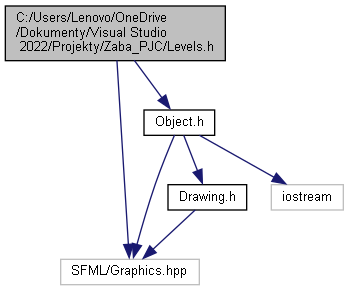 C:/Users/Lenovo/OneDrive
/Dokumenty/Visual Studio
2022/Projekty/Zaba_PJC/Levels.h
Object.h
Drawing.h
iostream
SFML/Graphics.hpp